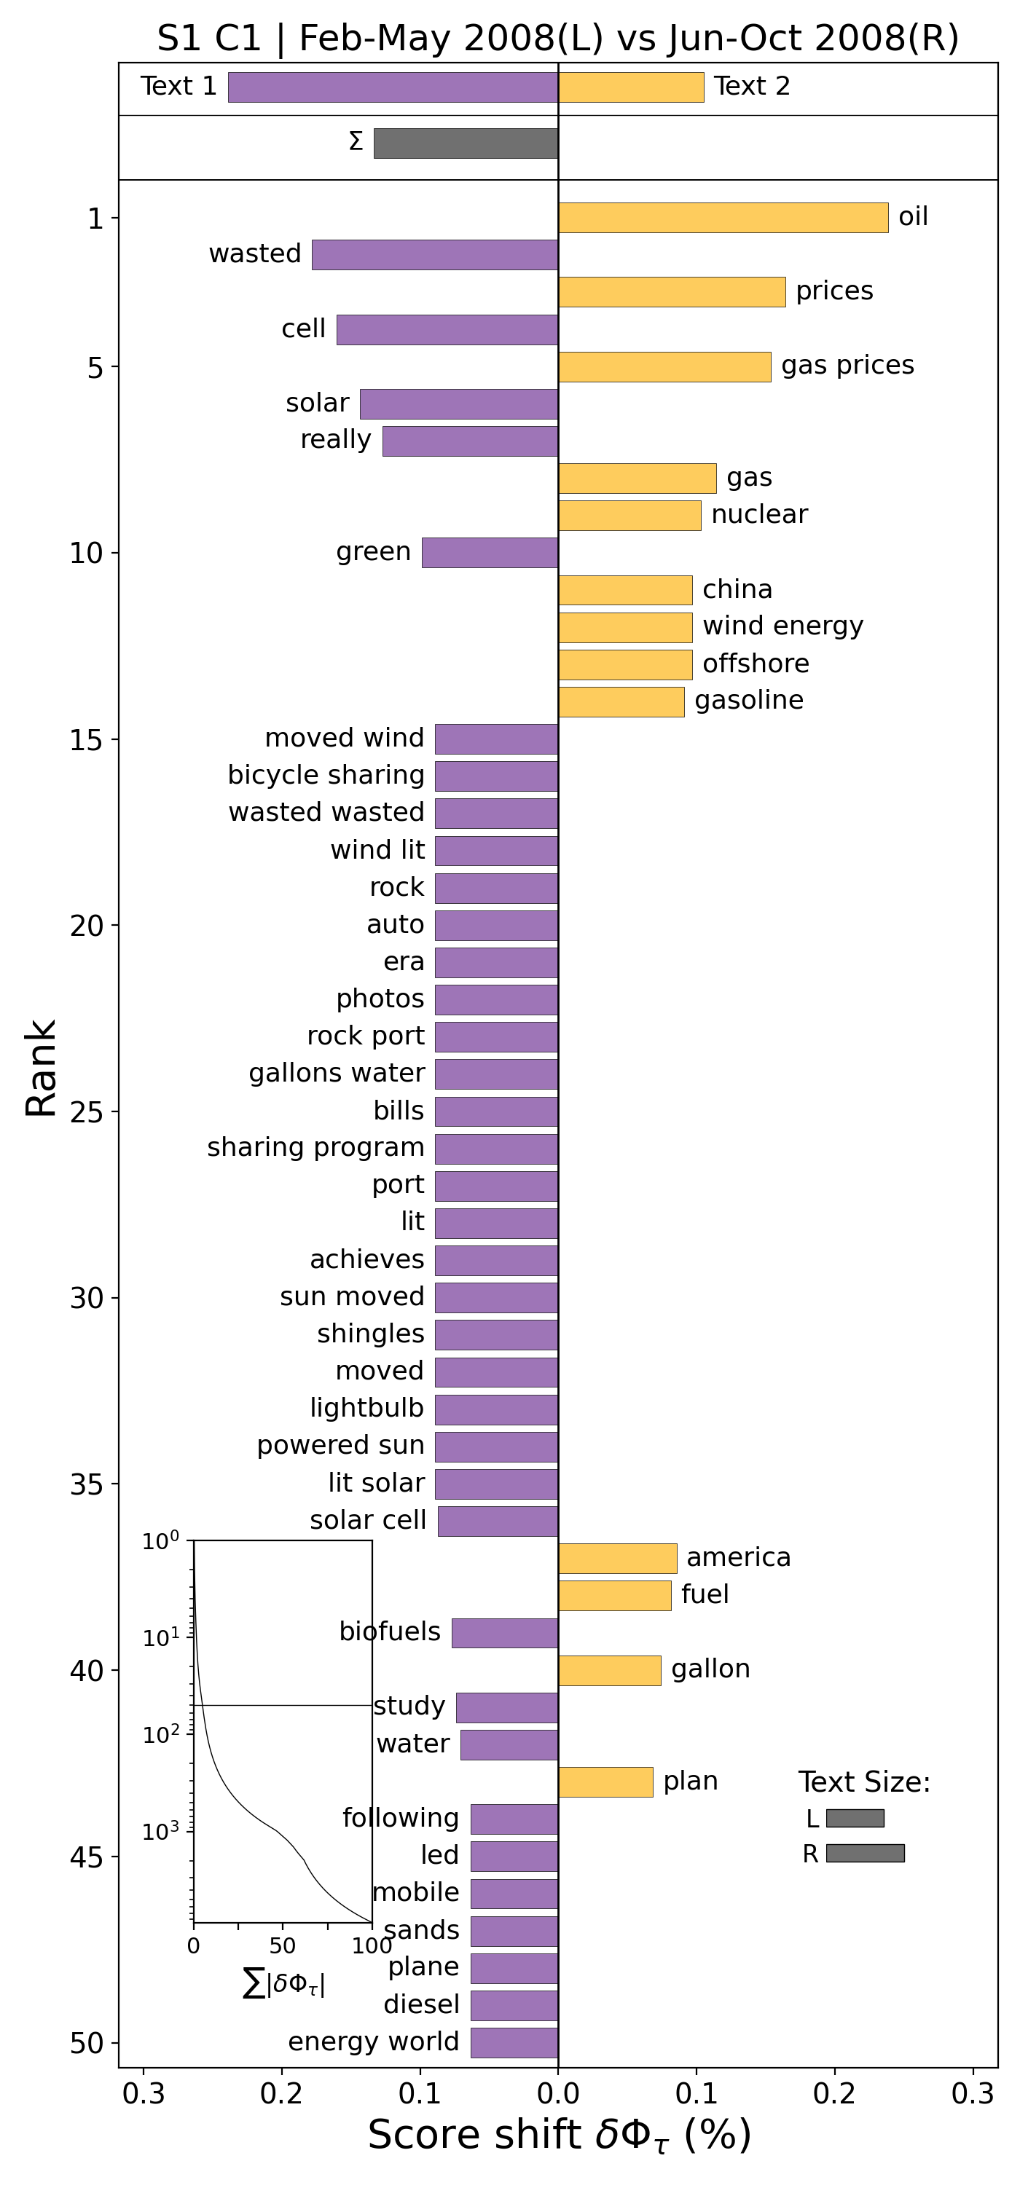 S1 C1 | Feb-May 2008(L) vs Jun-Oct 2008(R)
Text 1 Text 2
Σ
1 oil
wasted
prices
cell
5 gas prices
solar
really
gas
nuclear
10 green
china
wind energy
offshore
gasoline
15 moved wind
bicycle sharing
wasted wasted
wind lit
rock
20 auto
era
photos
rock port
gallons water
25 bills
sharing program
port
lit
achieves
30 sun moved
shingles
moved
lightbulb
powered sun
35 lit solar
solar cell
america
fuel
biofuels
40 gallon
study
water
plan
following
45 led
mobile
sands
plane
diesel
50 energy world
Rank
10⁰
10¹
10²
10³
0 50 100
∑|δΦτ|
Text Size:
L
R
0.3 0.2 0.1 0.0 0.1 0.2 0.3
Score shift δΦτ (%)